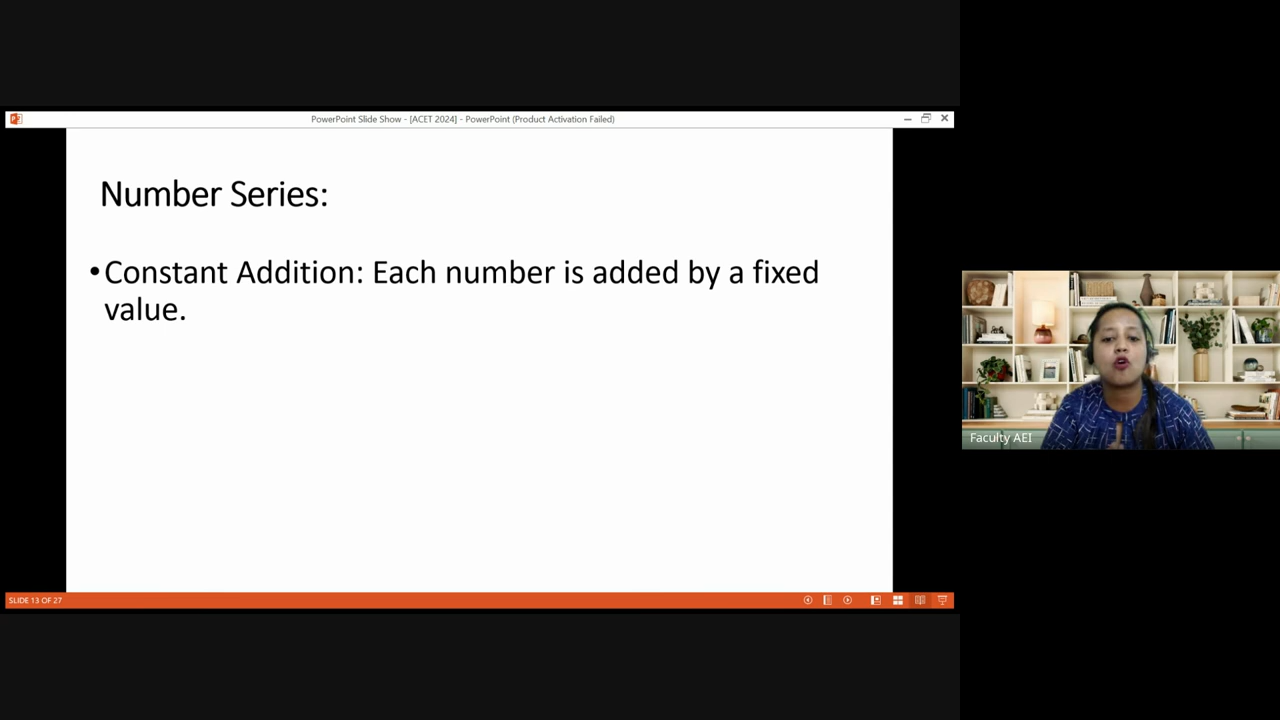 PowerPoint Slide Show - [ACET 2024] - PowerPoint (Product Activation Failed)
Number Series:
•Constant Addition: Each number is added by a fixed
value.
Faculty AEI
SLIDE 13 OF 27